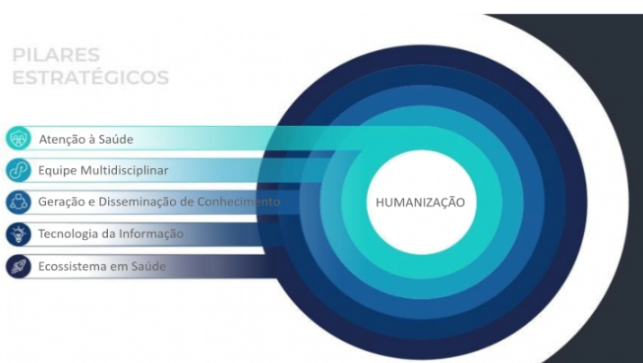 PILARES
ESTRATÉGICOS
Atenção à Saúde
Equipe Multidisciplinar
Geração e Disseminação de Conhecimento
Tecnologia da Informação
Ecossistema em Saúde
HUMANIZAÇÃO